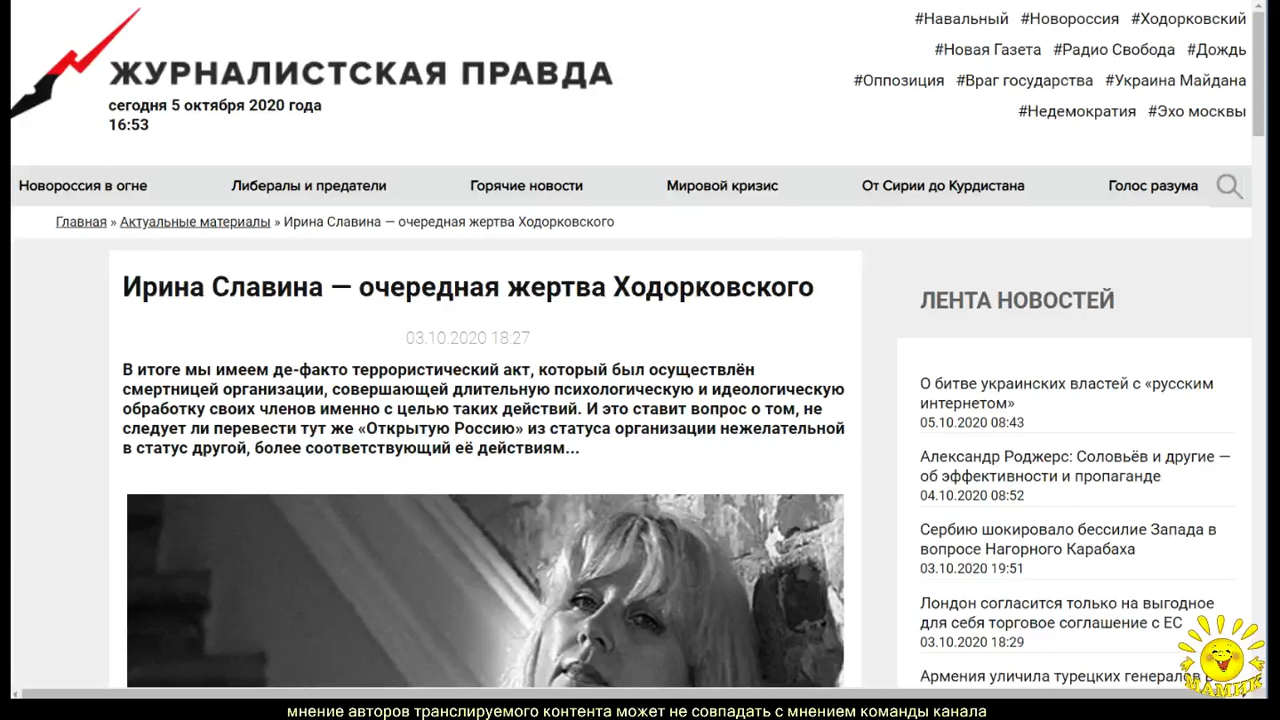 #Навальный #Новороссия #Ходорковский
#Новая Газета #Радио Свобода #Дождь
#Оппозиция #Враг государства #Украина Майдана
#Недемократия #Эхо москвы
ЖУРНАЛИСТСКАЯ ПРАВДА
сегодня 5 октября 2020 года
16:53
Новороссия в огне Либералы и предатели Горячие новости Мировой кризис От Сирии до Курдистана Голос разума
Главная » Актуальные материалы » Ирина Славина — очередная жертва Ходорковского
Ирина Славина — очередная жертва Ходорковского
03.10.2020 18:27
В итоге мы имеем де-факто террористический акт, который был осуществлён
смертницей организации, совершающей длительную психологическую и идеологическую
обработку своих членов именно с целью таких действий. И это ставит вопрос о том, не
следует ли перевести тут же «Открытую Россию» из статуса организации нежелательной
в статус другой, более соответствующий её действиям...
ЛЕНТА НОВОСТЕЙ
О битве украинских властей с «русским
интернетом»
05.10.2020 08:43
Александр Роджерс: Соловьёв и другие —
об эффективности и пропаганде
04.10.2020 08:52
Сербию шокировало бессилие Запада в
вопросе Нагорного Карабаха
03.10.2020 19:51
Лондон согласится только на выгодное
для себя торговое соглашение с ЕС
03.10.2020 18:29
Армения уличила турецких генералов
МАМИК
мнение авторов транслируемого контента может не совпадать с мнением команды канала